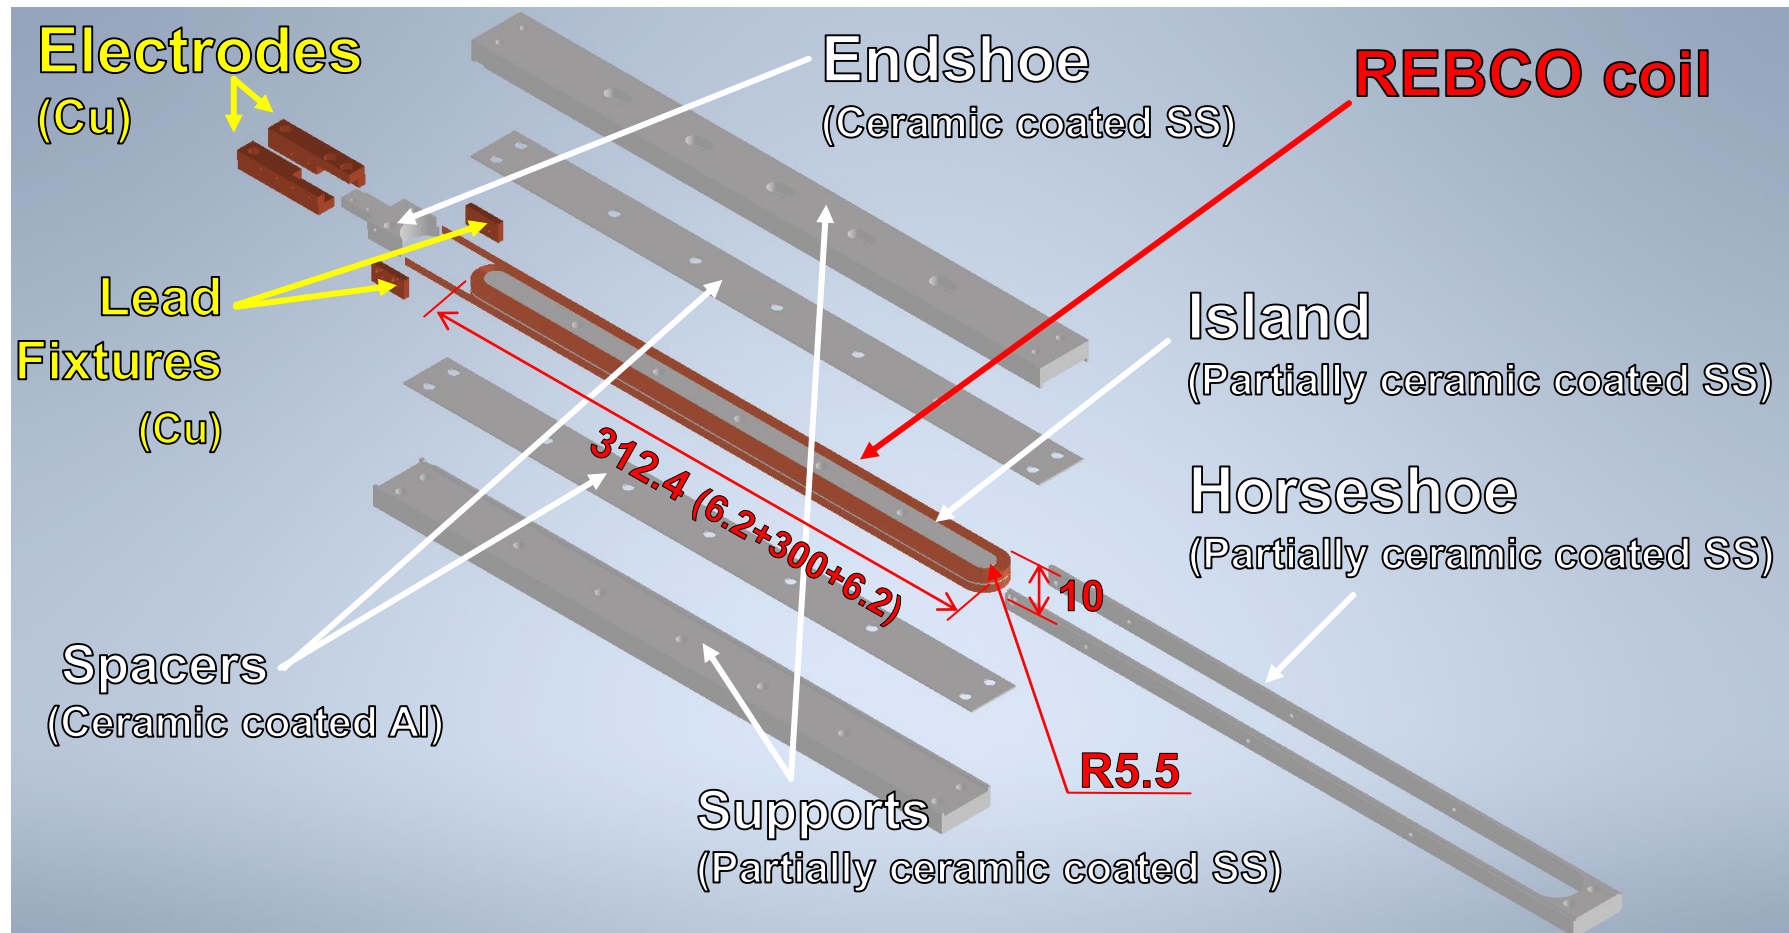 Electrodes
(Cu)
Endshoe
(Ceramic coated SS)
REBCO coil
Lead
Fixtures
(Cu)
Island
(Partially ceramic coated SS)
312.4 (6.2+300+6.2)
Horseshoe
(Partially ceramic coated SS)
10
Spacers
(Ceramic coated Al)
R5.5
Supports
(Partially ceramic coated SS)